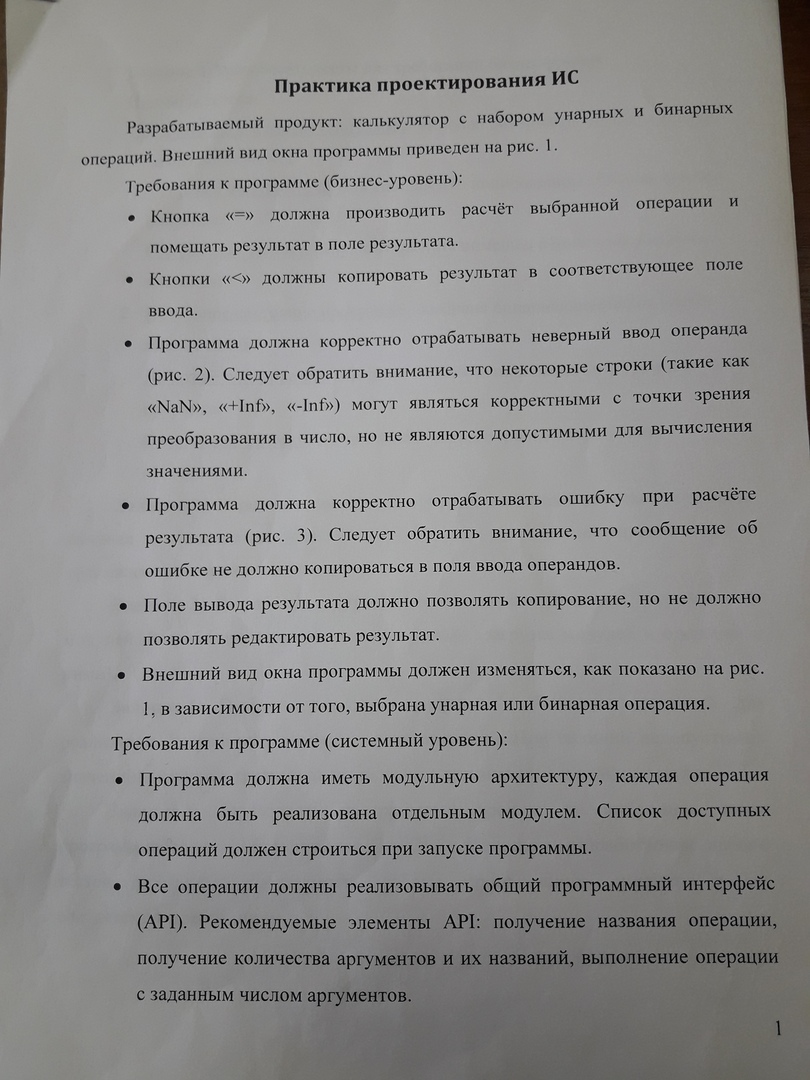 Практика проектирования ИС
Разрабатываемый продукт: калькулятор с набором унарных и бинарных
операций. Внешний вид окна программы приведен на рис. 1.
Требования к программе (бизнес-уровень):
• Кнопка «=» должна производить расчёт выбранной операции и
помещать результат в поле результата.
• Кнопки «<» должны копировать результат в соответствующее поле
ввода.
• Программа должна корректно отрабатывать неверный ввод операнда
(рис. 2). Следует обратить внимание, что некоторые строки (такие как
«NaN», «+Inf», «-Inf») могут являться корректными с точки зрения
преобразования в число, но не являются допустимыми для вычисления
значениями.
• Программа должна корректно отрабатывать ошибку при расчёте
результата (рис. 3). Следует обратить внимание, что сообщение об
ошибке не должно копироваться в поля ввода операндов.
• Поле вывода результата должно позволять копирование, но не должно
позволять редактировать результат.
• Внешний вид окна программы должен изменяться, как показано на рис.
1, в зависимости от того, выбрана унарная или бинарная операция.
Требования к программе (системный уровень):
• Программа должна иметь модульную архитектуру, каждая операция
должна быть реализована отдельным модулем. Список доступных
операций должен строиться при запуске программы.
• Все операции должны реализовывать общий программный интерфейс
(API). Рекомендуемые элементы API: получение названия операции,
получение количества аргументов и их названий, выполнение операции
с заданным числом аргументов.
1